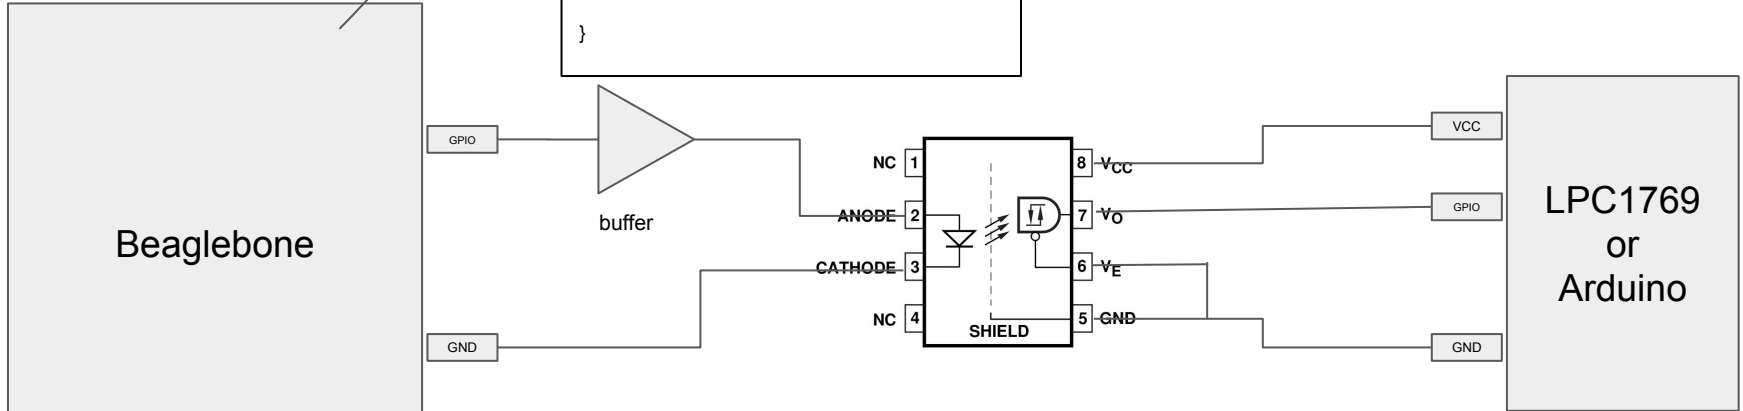 }
GPIO
buffer
Beaglebone
GND
NC 1
ANODE 2
CATHODE 3
NC 4
SHIELD
8 VCC
7 VO
6 VE
5 GND
VCC
GPIO
GND
LPC1769
or
Arduino